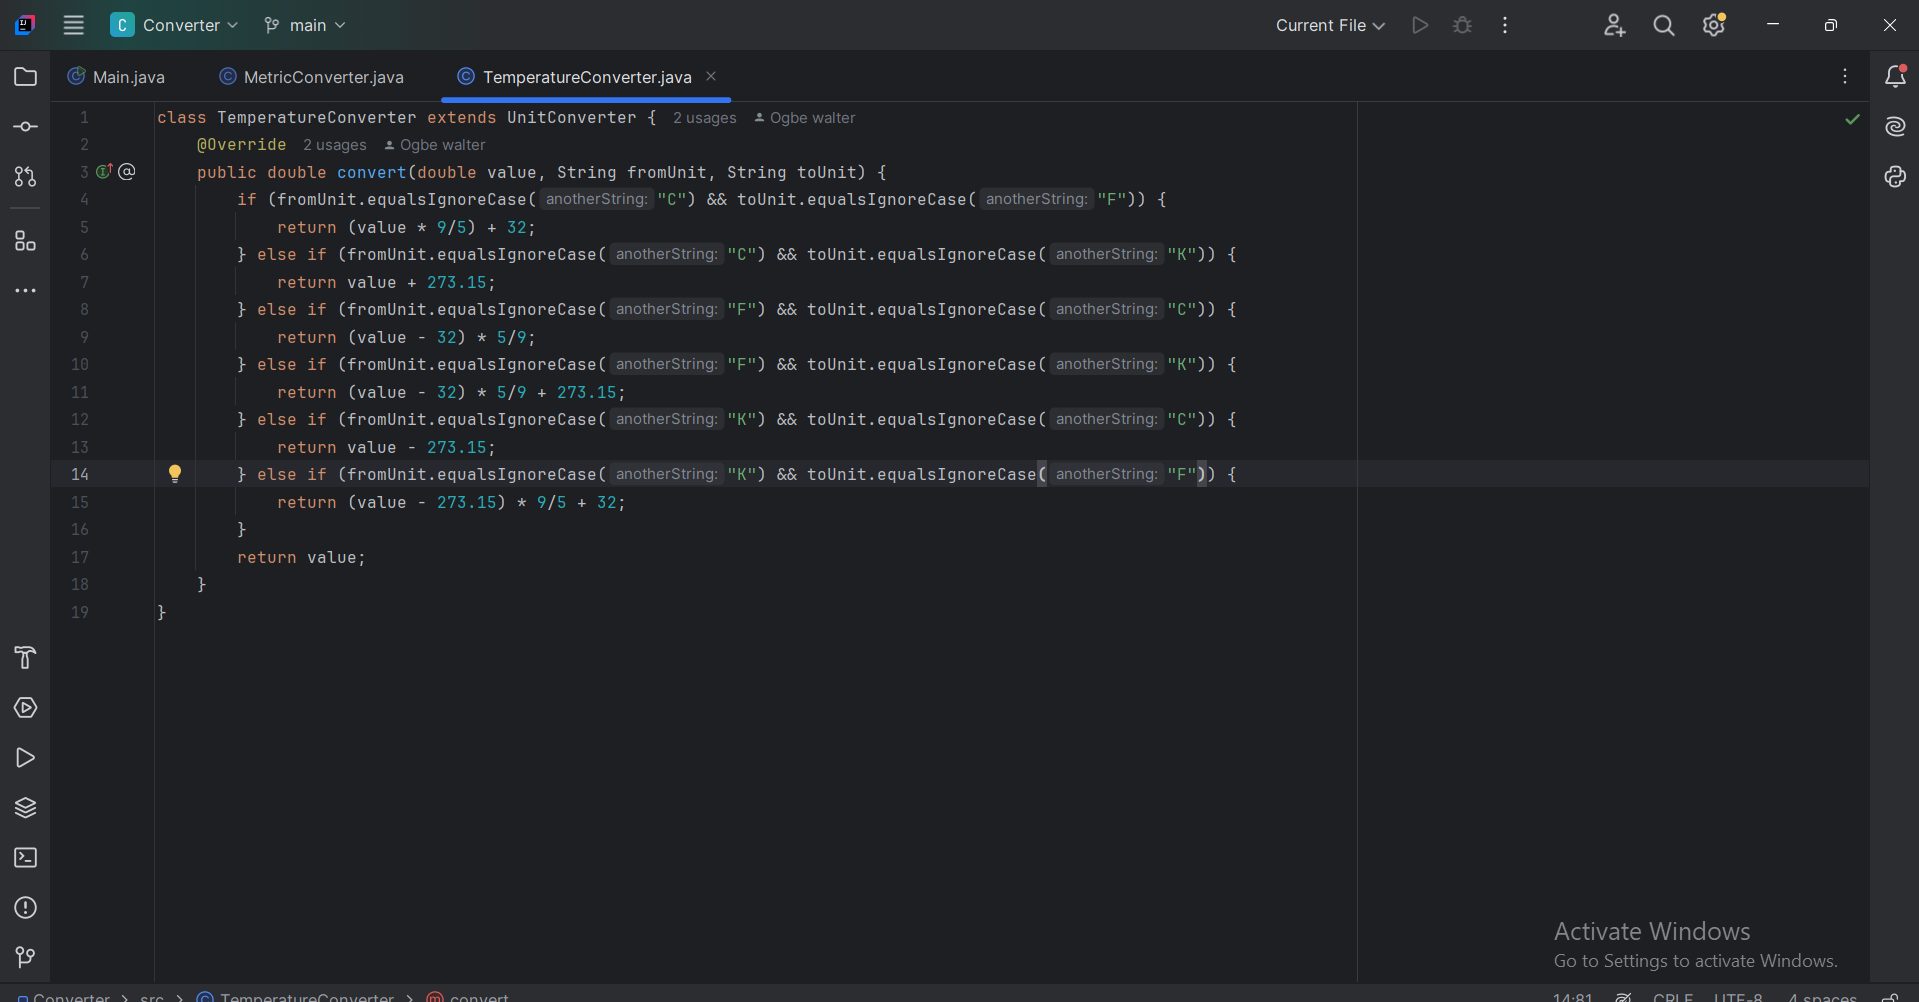 C Converter main Current File
Main.java MetricConverter.java TemperatureConverter.java
1 class TemperatureConverter extends UnitConverter { 2 usages Ogbe walter
2 @Override 2 usages Ogbe walter
3 public double convert(double value, String fromUnit, String toUnit) {
4 if (fromUnit.equalsIgnoreCase( anotherString: "C") && toUnit.equalsIgnoreCase( anotherString: "F")) {
5 return (value * 9/5) + 32;
6 } else if (fromUnit.equalsIgnoreCase( anotherString: "C") && toUnit.equalsIgnoreCase( anotherString: "K")) {
7 return value + 273.15;
8 } else if (fromUnit.equalsIgnoreCase( anotherString: "F") && toUnit.equalsIgnoreCase( anotherString: "C")) {
9 return (value - 32) * 5/9;
10 } else if (fromUnit.equalsIgnoreCase( anotherString: "F") && toUnit.equalsIgnoreCase( anotherString: "K")) {
11 return (value - 32) * 5/9 + 273.15;
12 } else if (fromUnit.equalsIgnoreCase( anotherString: "K") && toUnit.equalsIgnoreCase( anotherString: "C")) {
13 return value - 273.15;
14 } else if (fromUnit.equalsIgnoreCase( anotherString: "K") && toUnit.equalsIgnoreCase( anotherString: "F")) {
15 return (value - 273.15) * 9/5 + 32;
16 }
17 return value;
18 }
19 }
Activate Windows
Go to Settings to activate Windows.
Converter > src > TemperatureConverter > convert 14:81 CRLF UTF-8 4 spaces